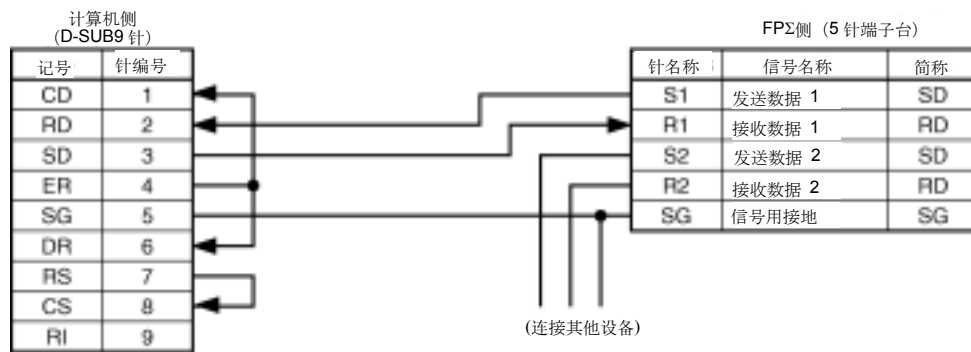 计算机侧
(D-SUB9 针)
记号 针编号
CD 1
RD 2
SD 3
ER 4
SG 5
DR 6
RS 7
CS 8
RI 9
FPΣ侧（5 针端子台）
针名称 信号名称 简称
S1 发送数据 1 SD
R1 接收数据 1 RD
S2 发送数据 2 SD
R2 接收数据 2 RD
SG 信号用接地 SG
(连接其他设备)